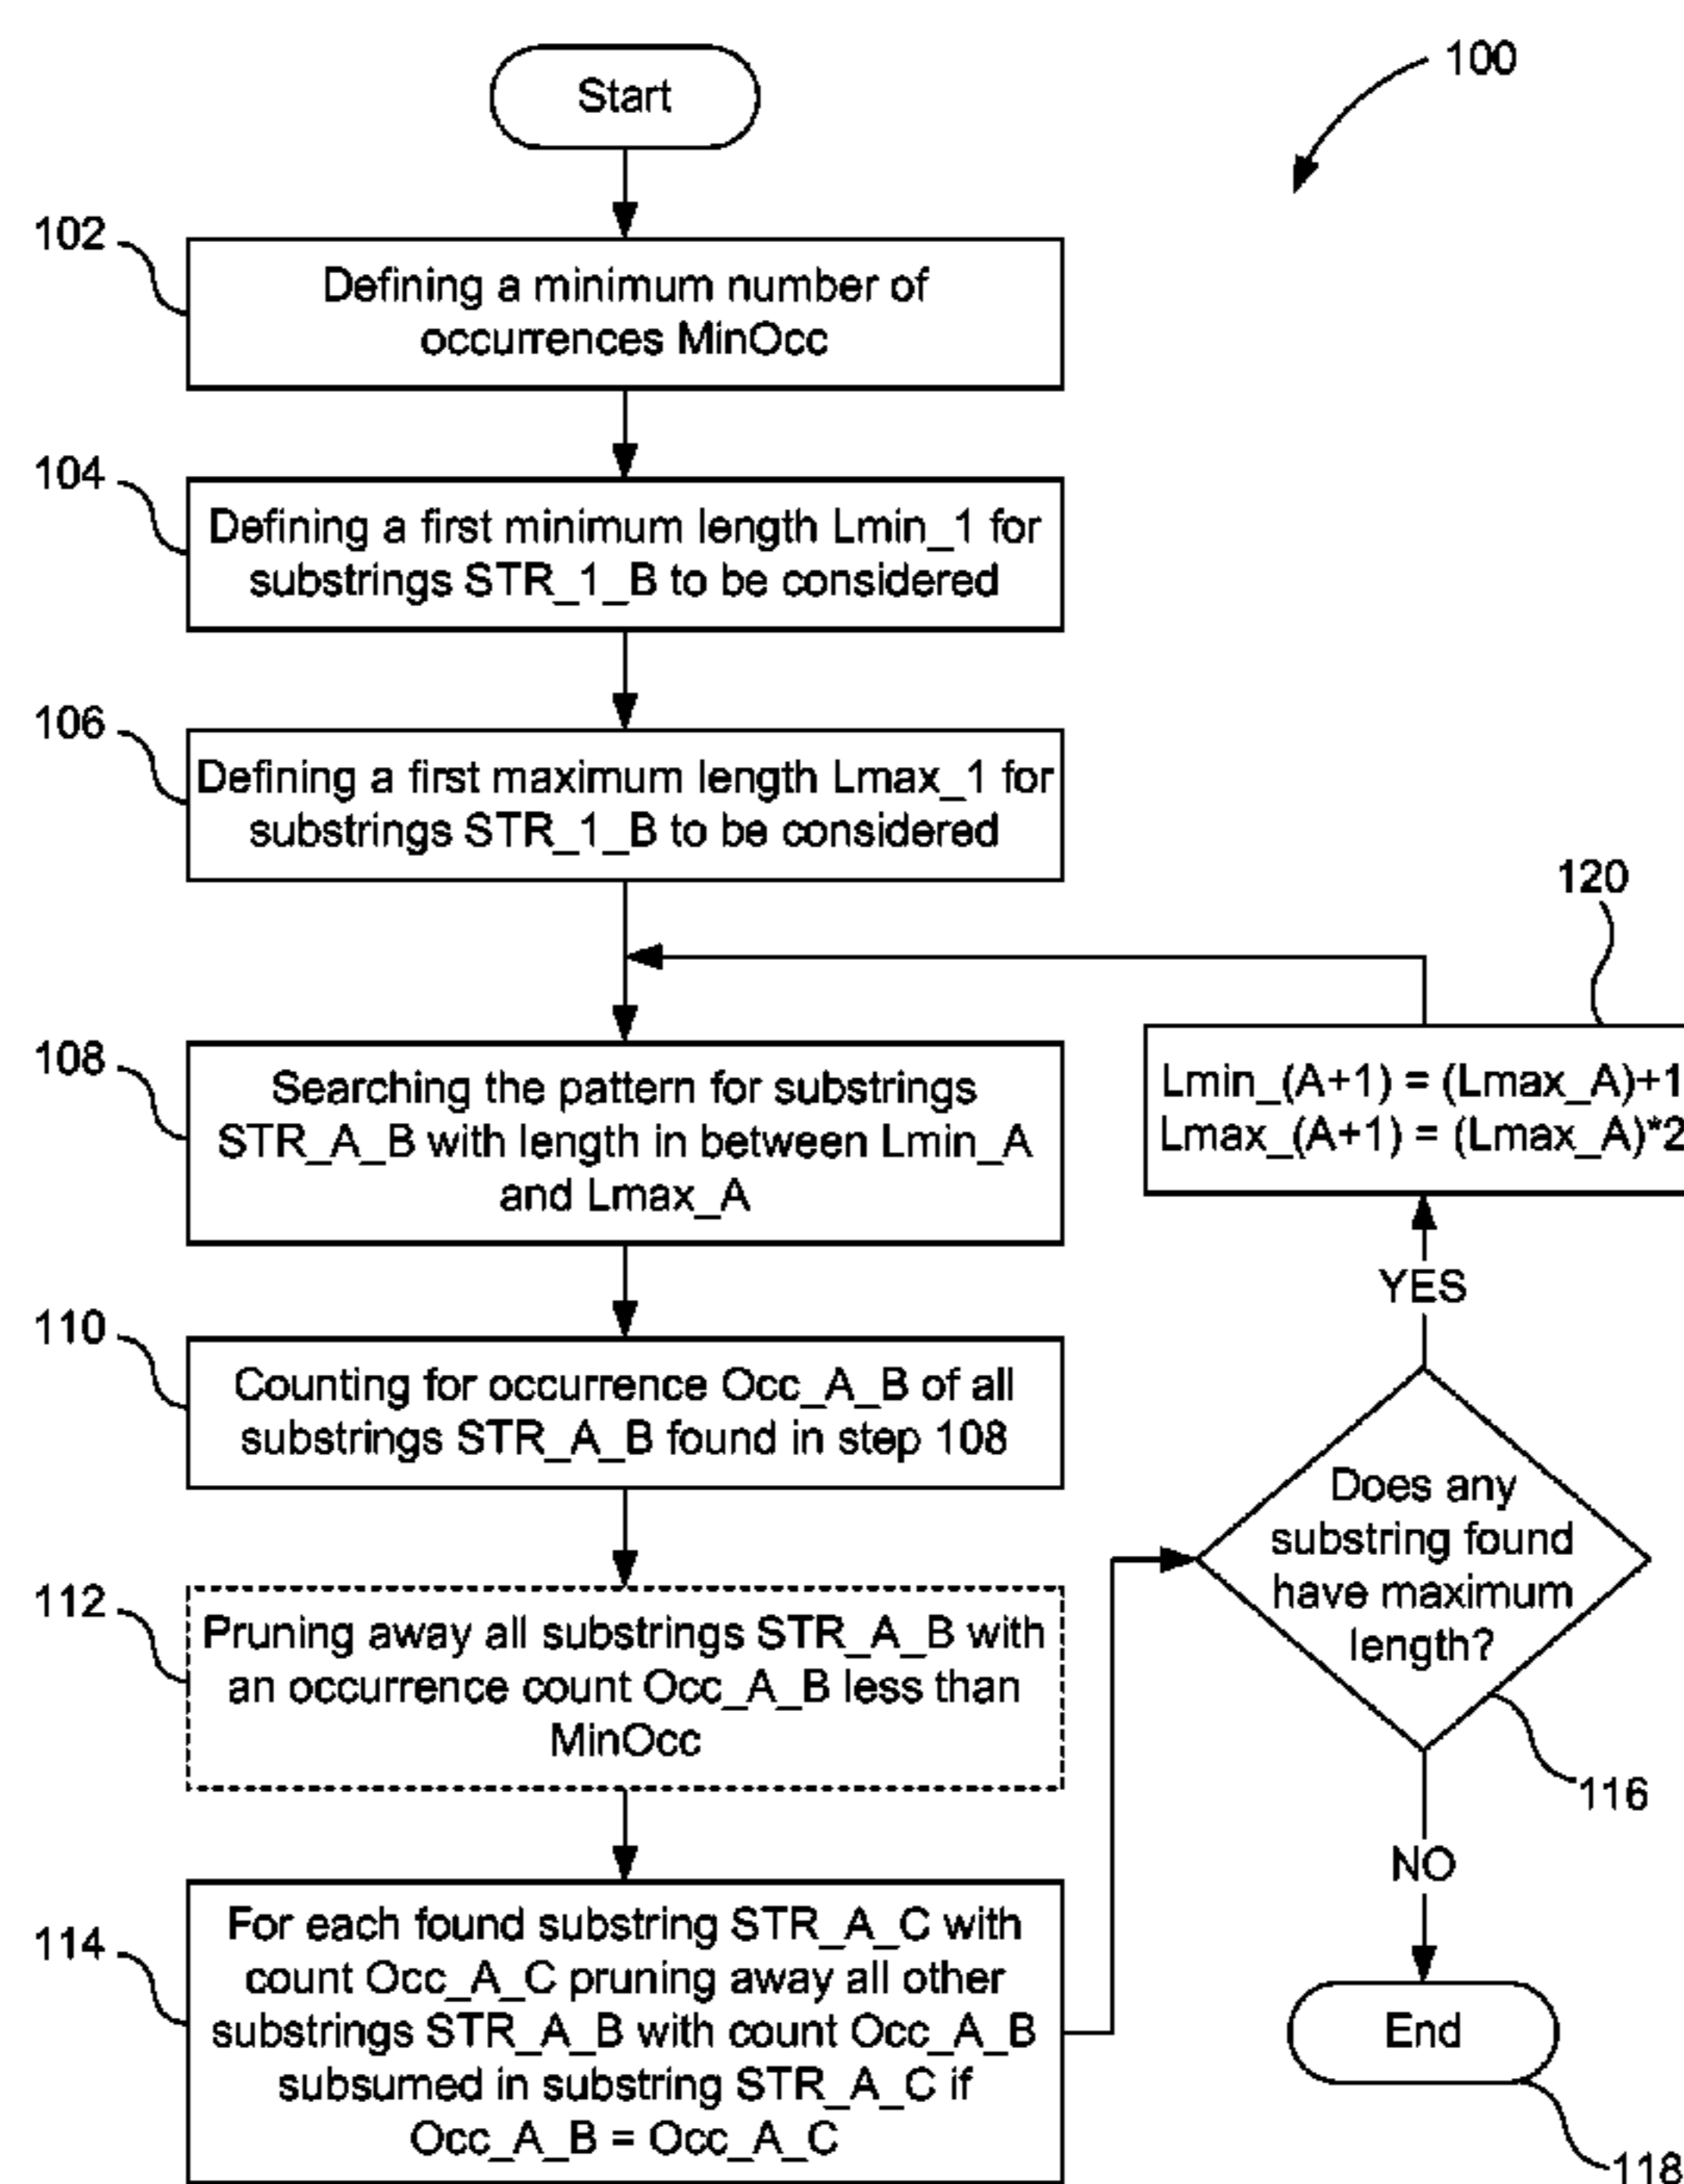 Start
100
102
Defining a minimum number of
occurrences MinOcc
104
Defining a first minimum length Lmin_1 for
substrings STR_1_B to be considered
106
Defining a first maximum length Lmax_1 for
substrings STR_1_B to be considered
120
Lmin_(A+1) = (Lmax_A)+1
Lmax_(A+1) = (Lmax_A)*2
108
Searching the pattern for substrings
STR_A_B with length in between Lmin_A
and Lmax_A
YES
110
Counting for occurrence Occ_A_B of all
substrings STR_A_B found in step 108
Does any
substring found
have maximum
length?
116
112
Pruning away all substrings STR_A_B with
an occurrence count Occ_A_B less than
MinOcc
NO
114
For each found substring STR_A_C with
count Occ_A_C pruning away all other
substrings STR_A_B with count Occ_A_B
subsumed in substring STR_A_C if
Occ_A_B = Occ_A_C
End
118